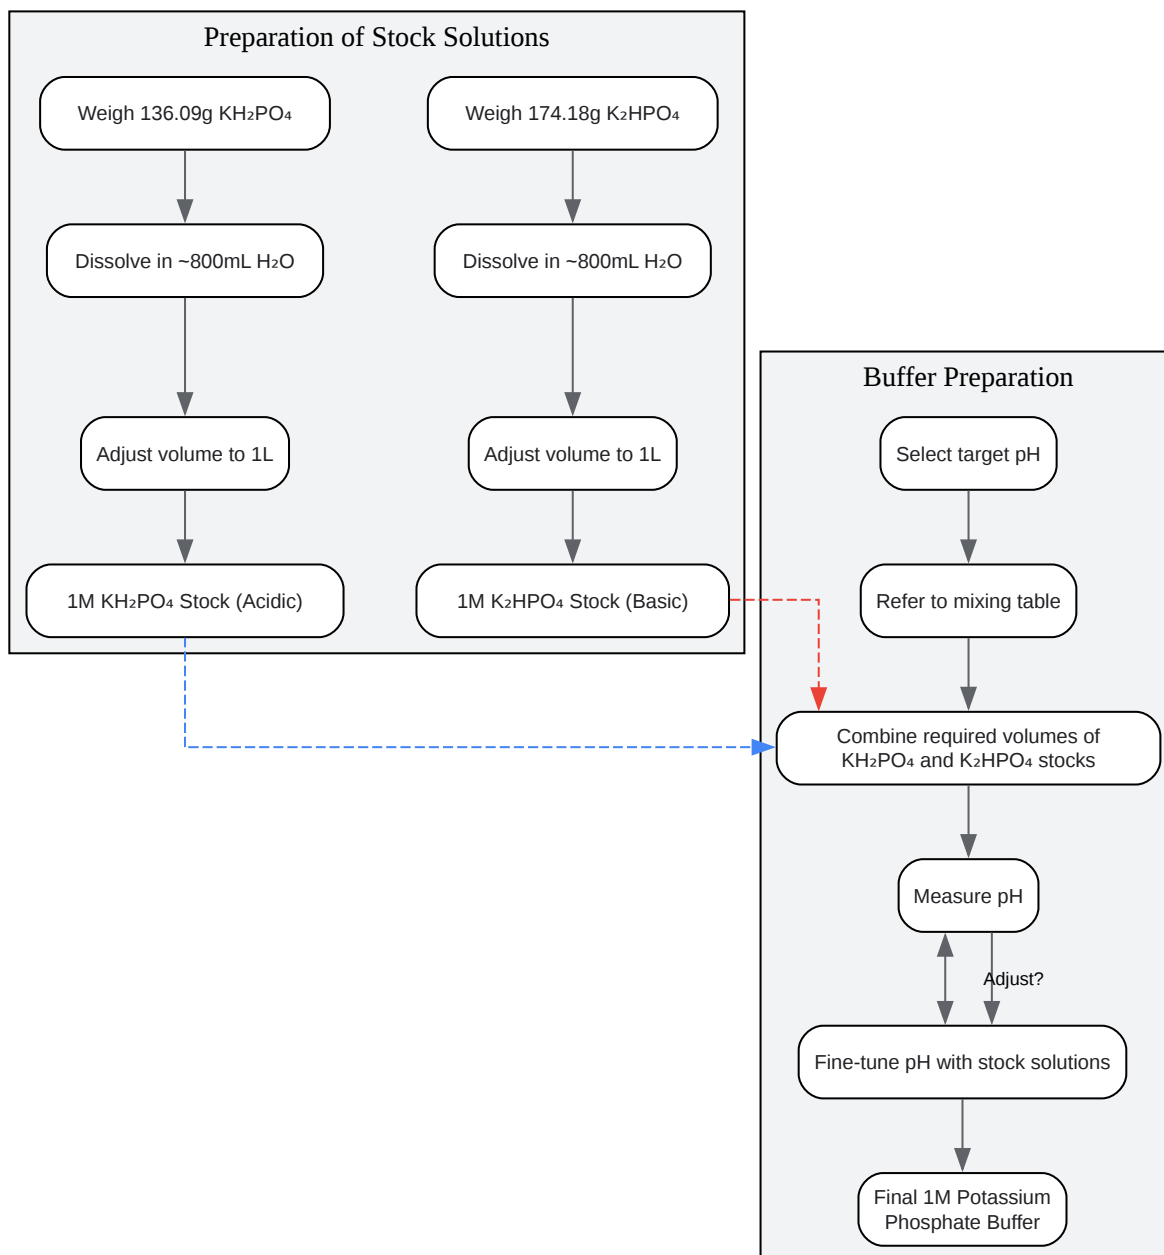 Preparation of Stock Solutions
Weigh 136.09g KH₂PO₄
Dissolve in ~800mL H₂O
Adjust volume to 1L
1M KH₂PO₄ Stock (Acidic)
Weigh 174.18g K₂HPO₄
Dissolve in ~800mL H₂O
Adjust volume to 1L
1M K₂HPO₄ Stock (Basic)
Buffer Preparation
Select target pH
Refer to mixing table
Combine required volumes of
KH₂PO₄ and K₂HPO₄ stocks
Measure pH
Adjust?
Fine-tune pH with stock solutions
Final 1M Potassium
Phosphate Buffer